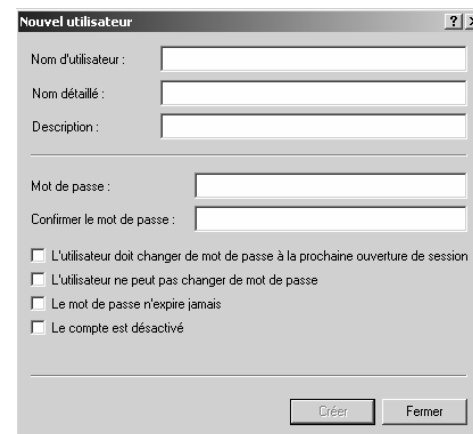 Nouvel utilisateur
Nom d'utilisateur :
Nom détaillé :
Description :
Mot de passe :
Confirmer le mot de passe :
L'utilisateur doit changer de mot de passe à la prochaine ouverture de session
L'utilisateur ne peut pas changer de mot de passe
Le mot de passe n'expire jamais
Le compte est désactivé
Créer Fermer